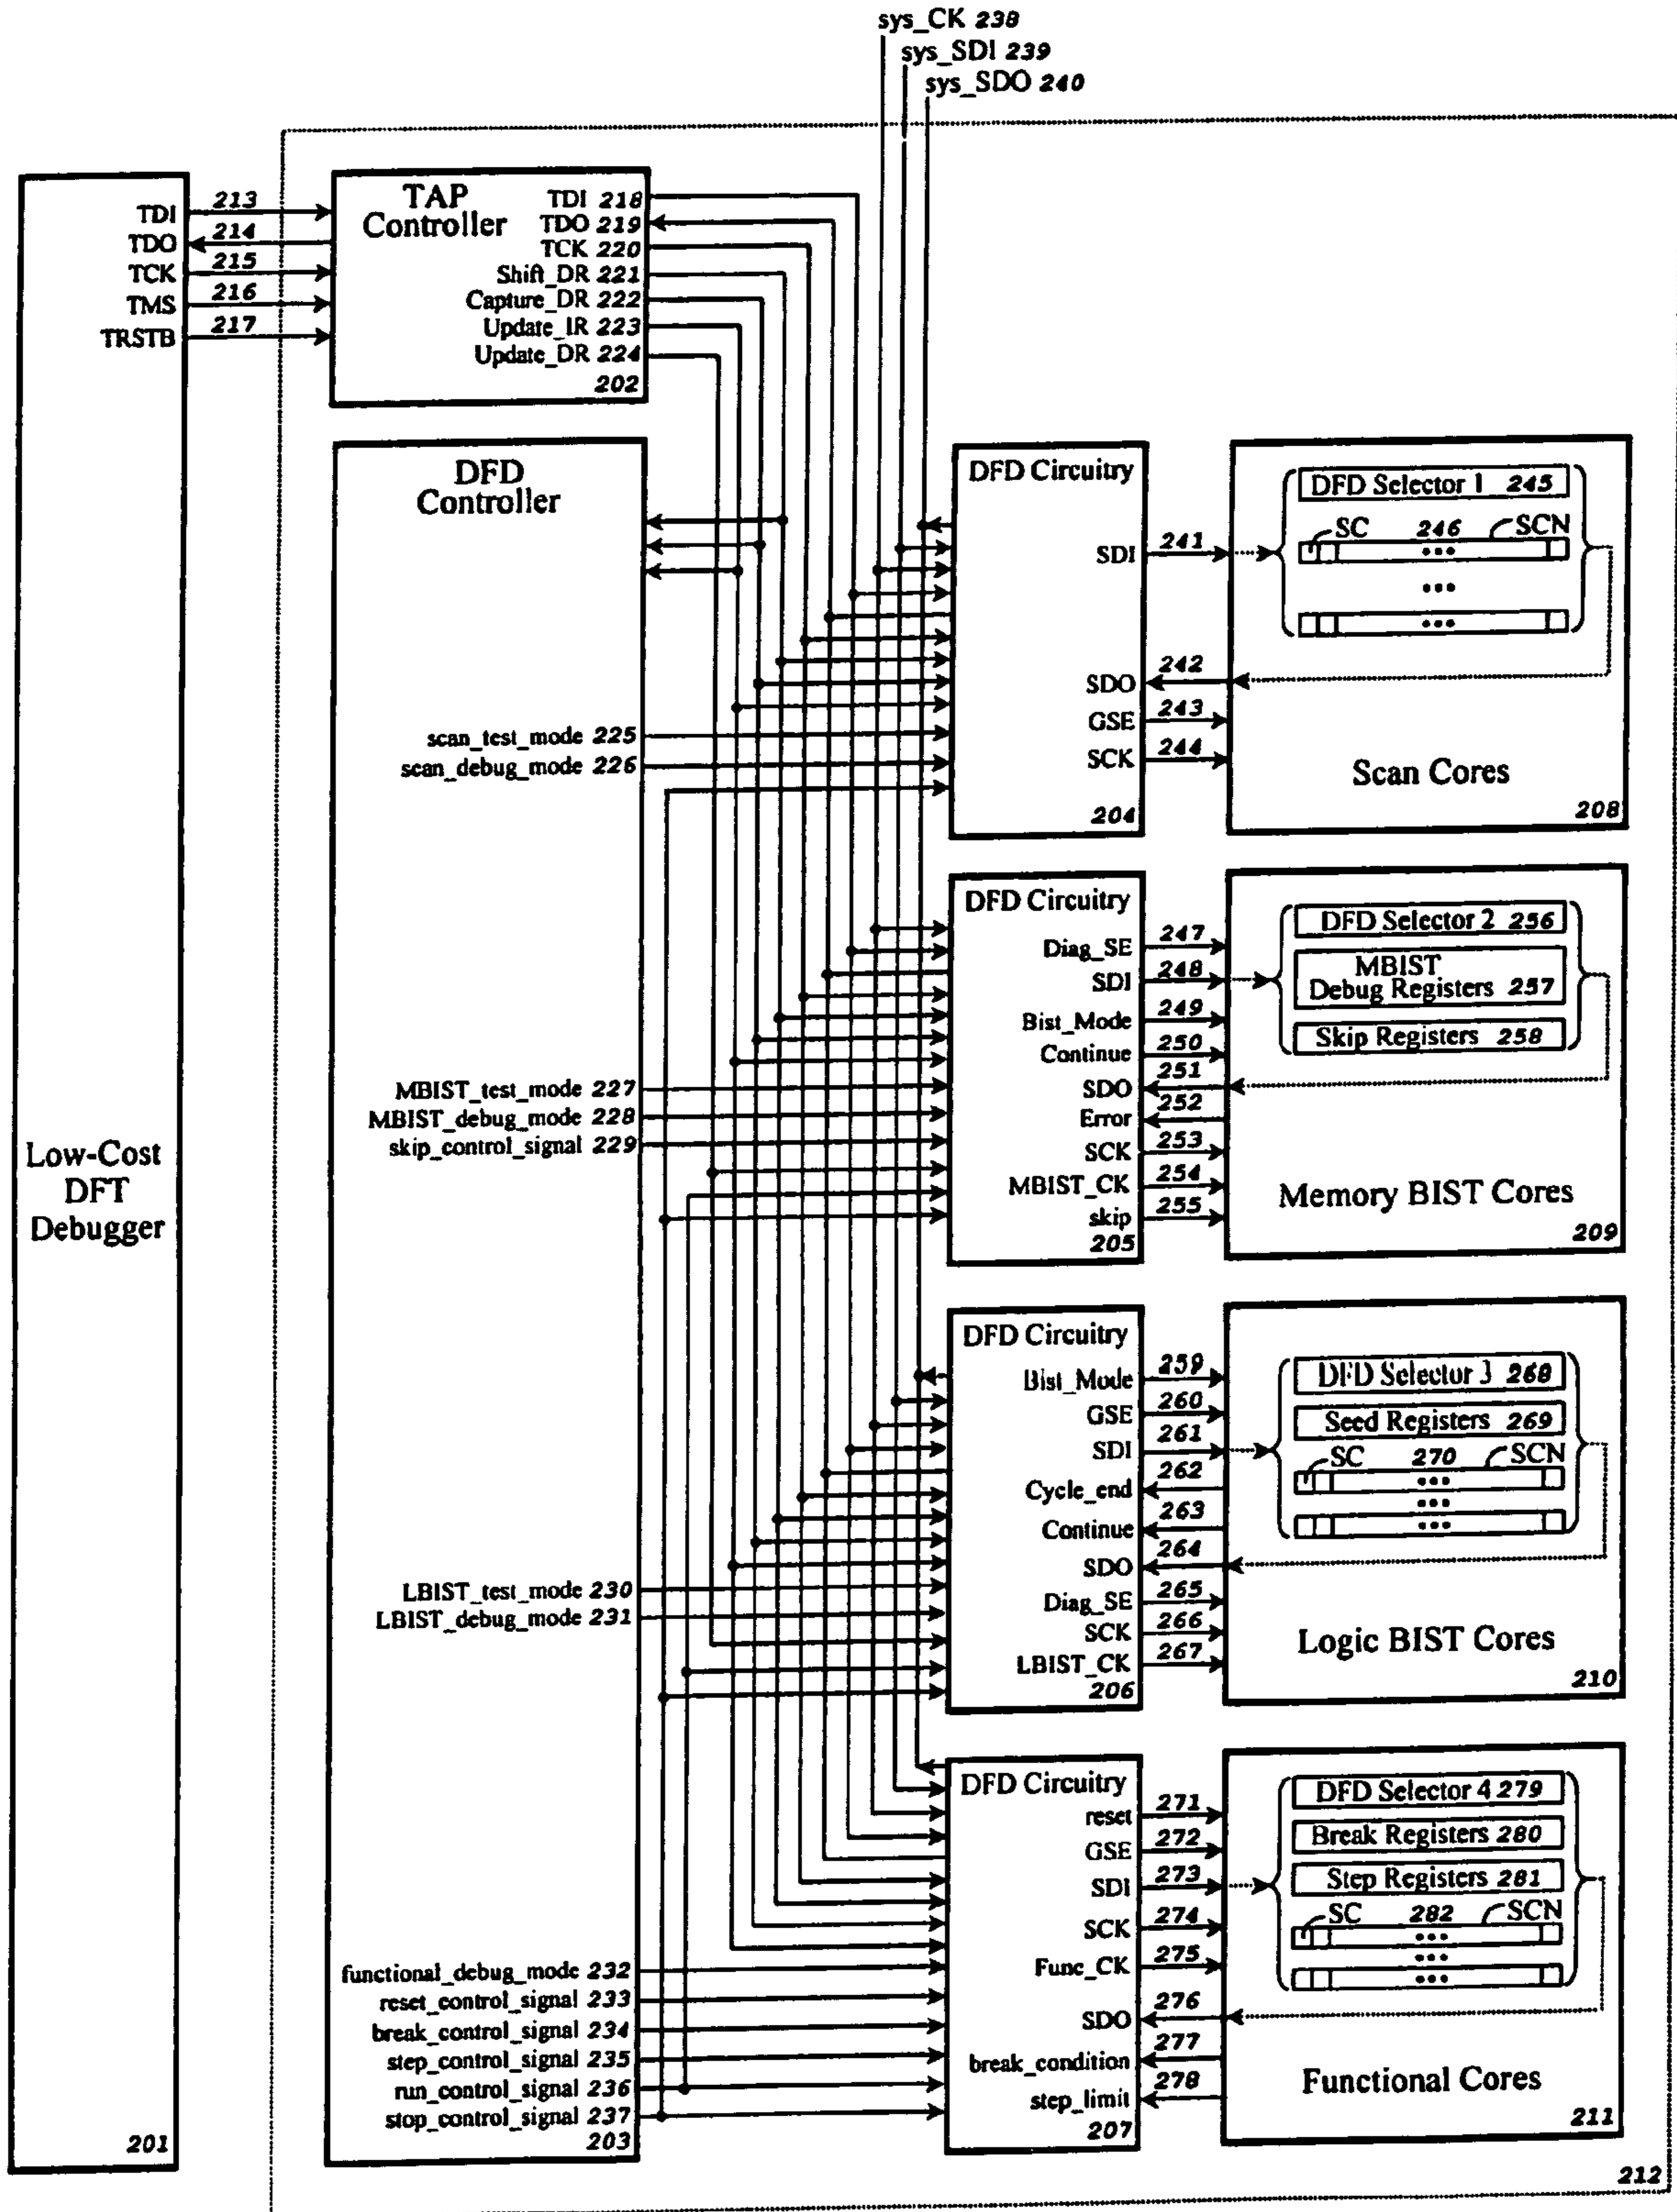 sys_CK 238
sys_SDI 239
sys_SDO 240
TDI 213
TDO 214
TCK 215
TMS 216
TRSTB 217
Low-Cost
DFT
Debugger
201
TAP
Controller
TDI 218
TDO 219
TCK 220
Shift_DR 221
Capture_DR 222
Update_IR 223
Update_DR 224
202
DFD
Controller
scan_test_mode 225
scan_debug_mode 226
MBIST_test_mode 227
MBIST_debug_mode 228
skip_control_signal 229
LBIST_test_mode 230
LBIST_debug_mode 231
functional_debug_mode 232
reset_control_signal 233
break_control_signal 234
step_control_signal 235
run_control_signal 236
stop_control_signal 237
203
DFD Circuitry
SDI 241
SDO 242
GSE 243
SCK 244
204
DFD Selector 1 245
SC 246 SCN
•••
•••
•••
Scan Cores
208
DFD Circuitry
Diag_SE 247
SDI 248
Bist_Mode 249
Continue 250
SDO 251
Error 252
SCK 253
MBIST_CK 254
skip 255
205
DFD Selector 2 256
MBIST
Debug Registers 257
Skip Registers 258
Memory BIST Cores
209
DFD Circuitry
Bist_Mode 259
GSE 260
SDI 261
Cycle_end 262
Continue 263
SDO 264
Diag_SE 265
SCK 266
LBIST_CK 267
206
DFD Selector 3 268
Seed Registers 269
SC 270 SCN
•••
•••
•••
Logic BIST Cores
210
DFD Circuitry
reset 271
GSE 272
SDI 273
SCK 274
Func_CK 275
SDO 276
break_condition 277
step_limit 278
207
DFD Selector 4 279
Break Registers 280
Step Registers 281
SC 282 SCN
•••
•••
•••
Functional Cores
211
212